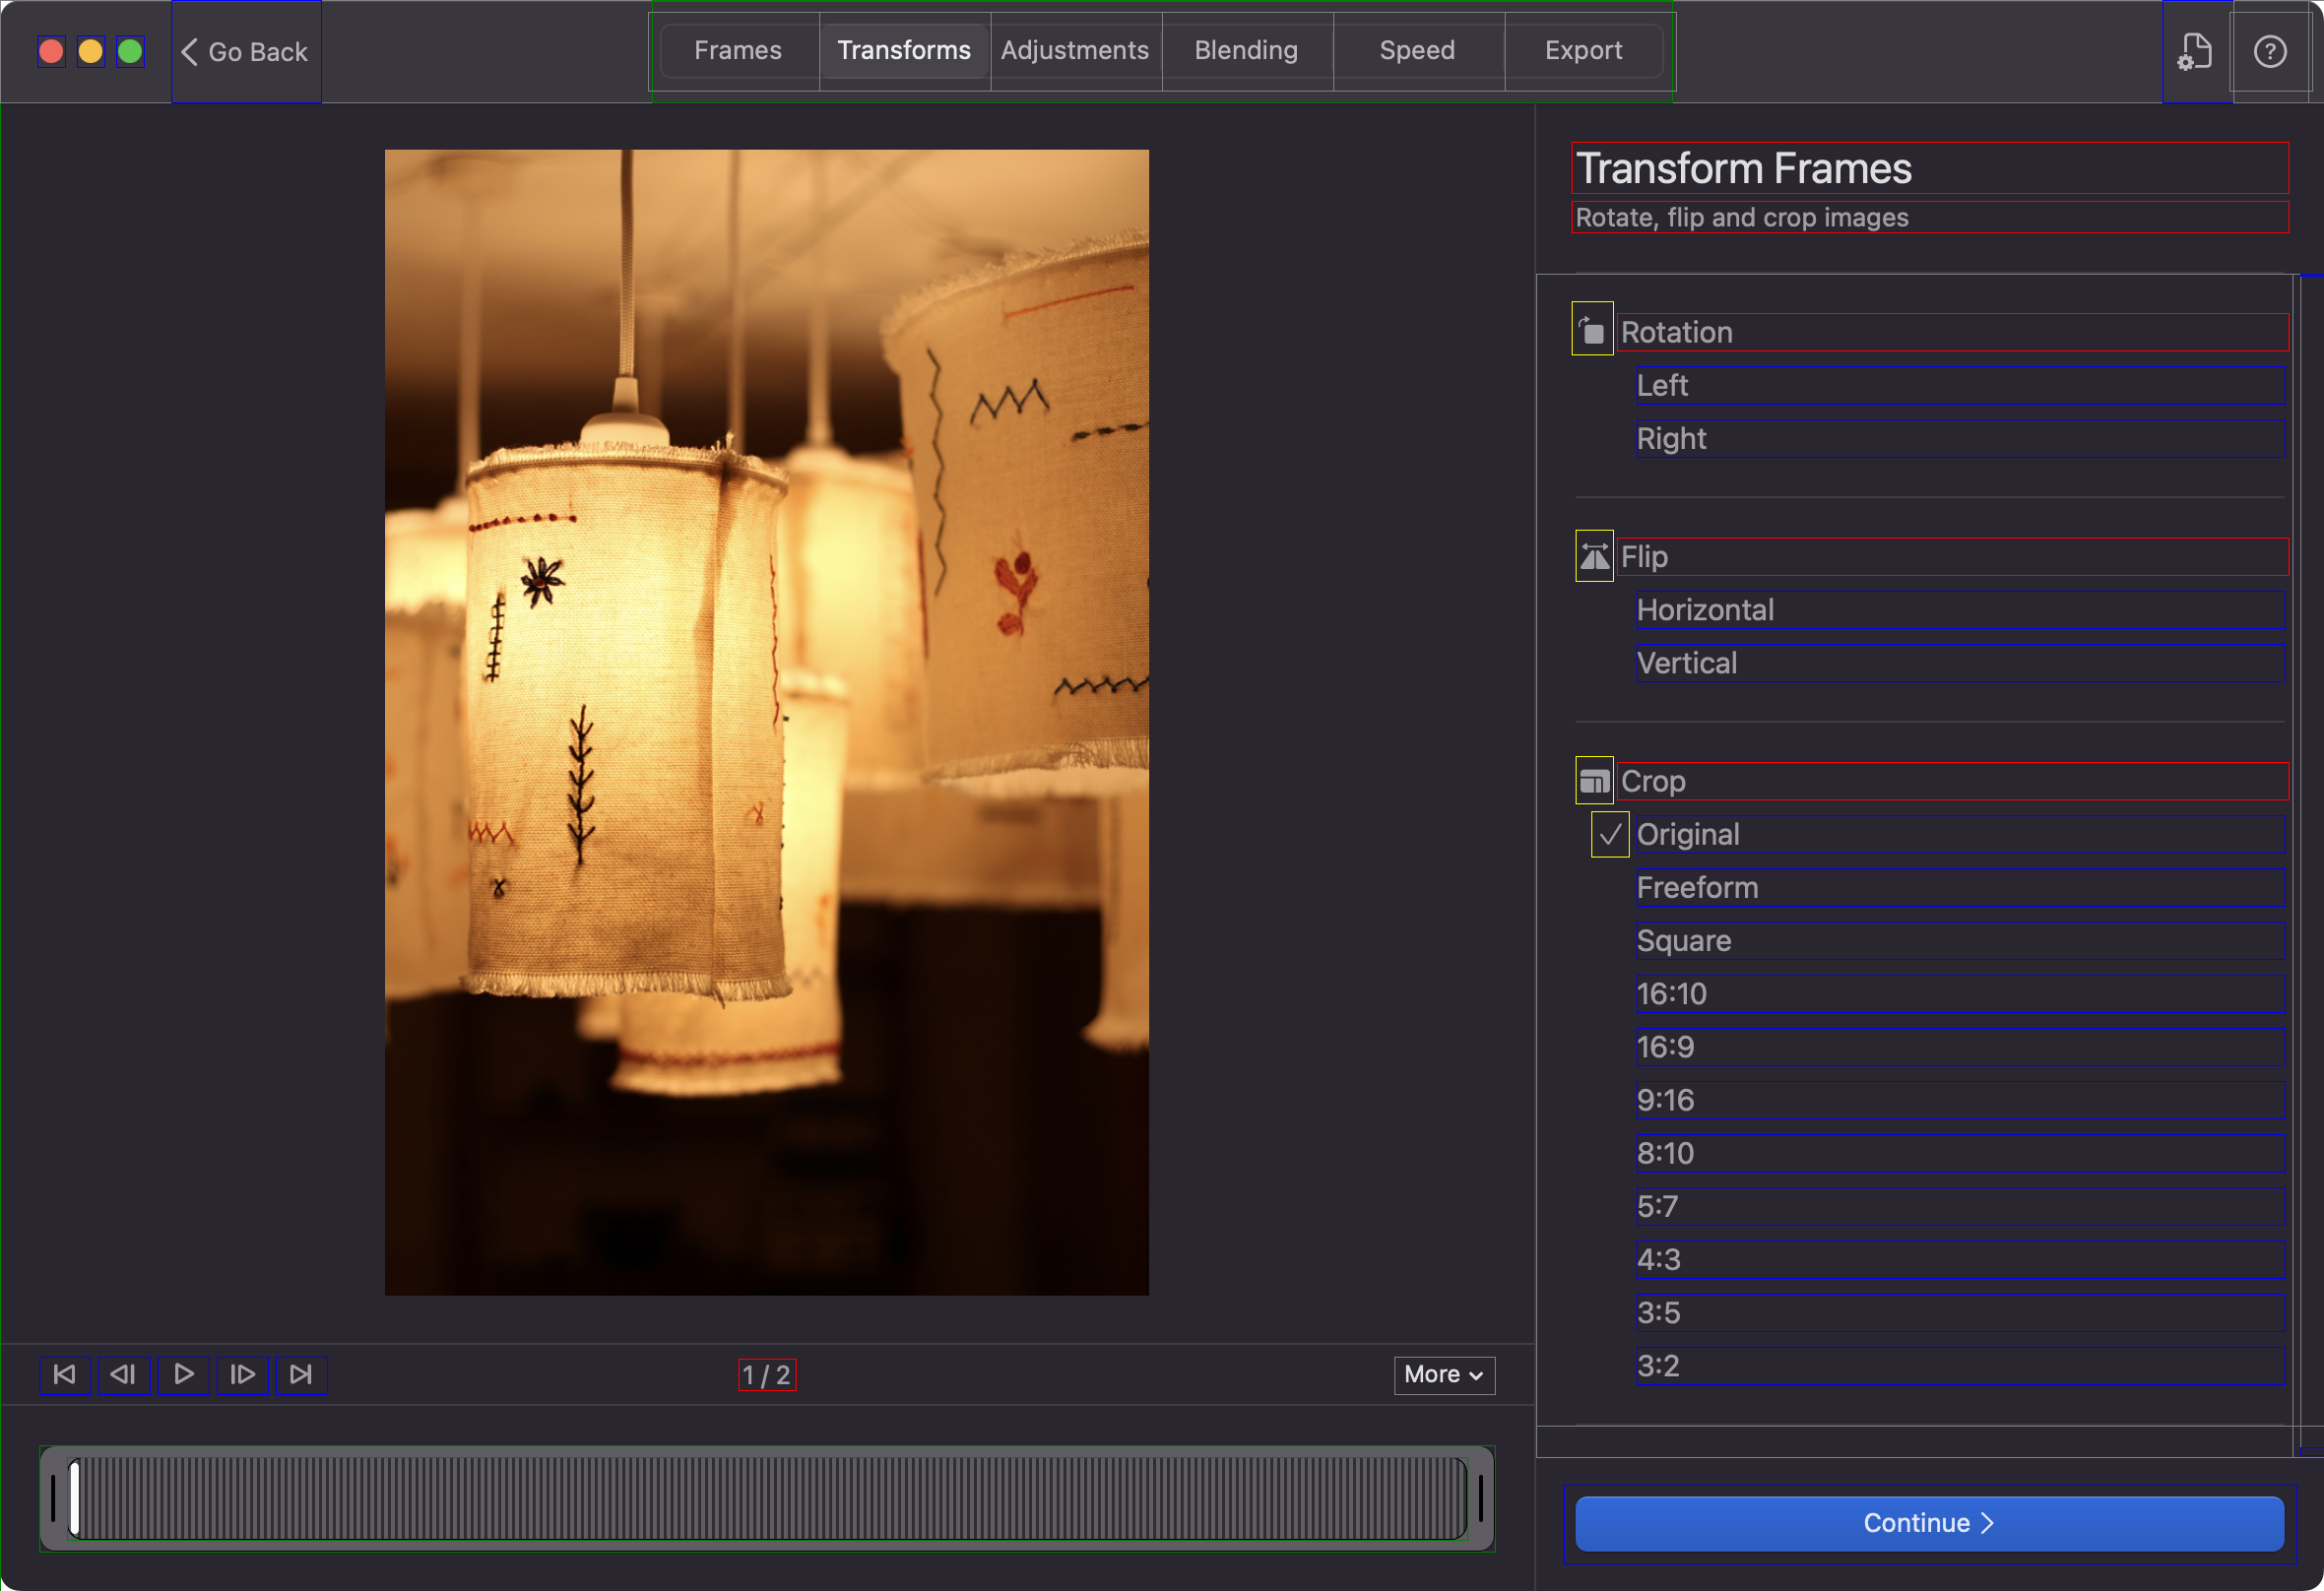 Go Back
Frames
Transforms
Adjustments
Blending
Speed
Export
Transform Frames
Rotate, flip and crop images
Rotation
Left
Right
Flip
Horizontal
Vertical
Crop
Original
Freeform
Square
16:10
16:9
9:16
8:10
5:7
4:3
3:5
3:2
1 / 2
More
Continue